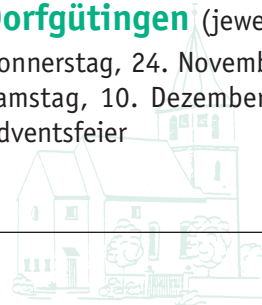 Dorfgütingen (jewe
onnerstag, 24. Novemb
amstag, 10. Dezember
dventsfeier